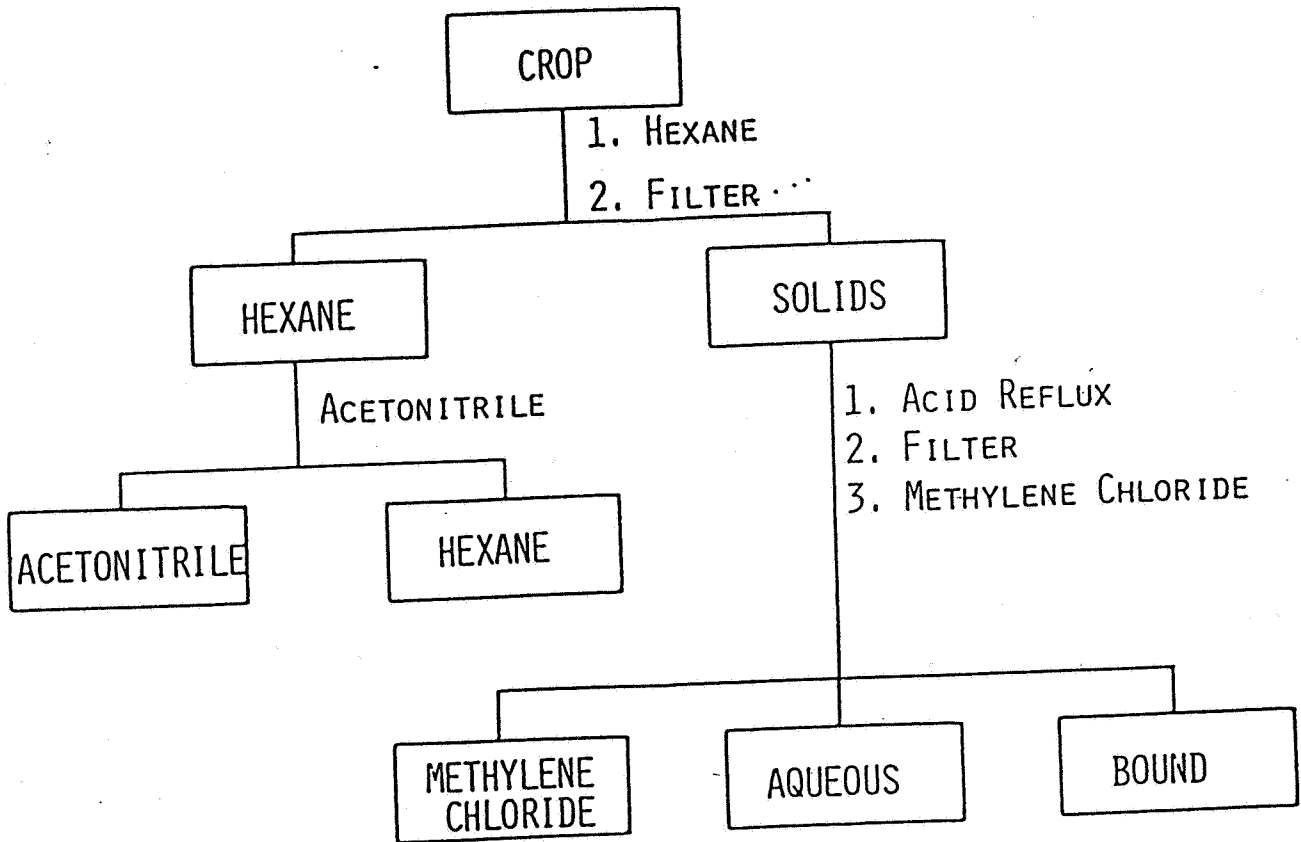 CROP
1. HEXANE
2. FILTER
HEXANE
SOLIDS
ACETONITRILE
1. ACID REFLUX
2. FILTER
3. METHYLENE CHLORIDE
ACETONITRILE
HEXANE
METHYLENE
CHLORIDE
AQUEOUS
BOUND